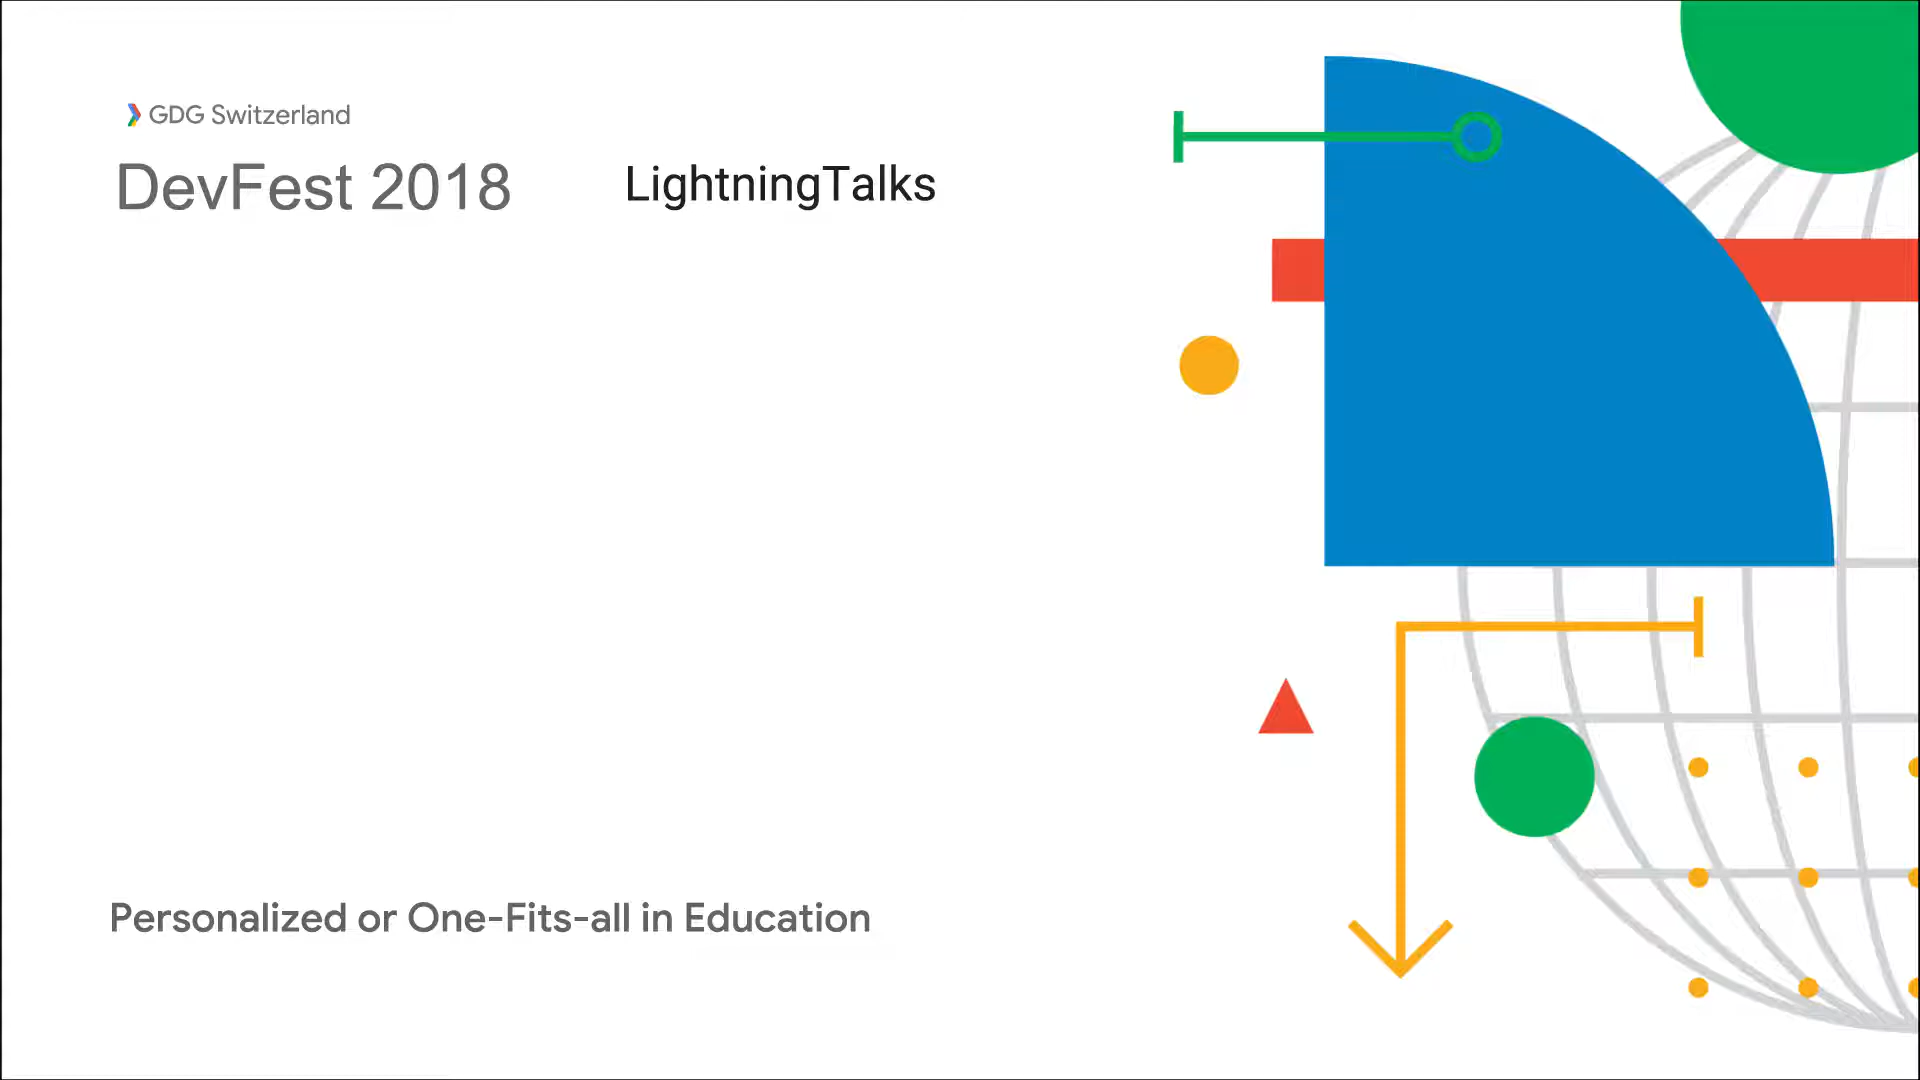 GDG Switzerland
DevFest 2018
LightningTalks
Personalized or One-Fits-all in Education